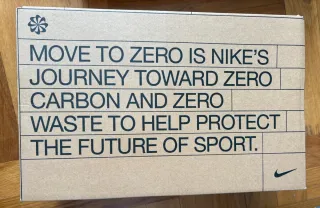 MOVE TO ZERO IS NIKE'S
JOURNEY TOWARD ZERO
CARBON AND ZERO
WASTE TO HELP PROTECT
THE FUTURE OF SPORT.